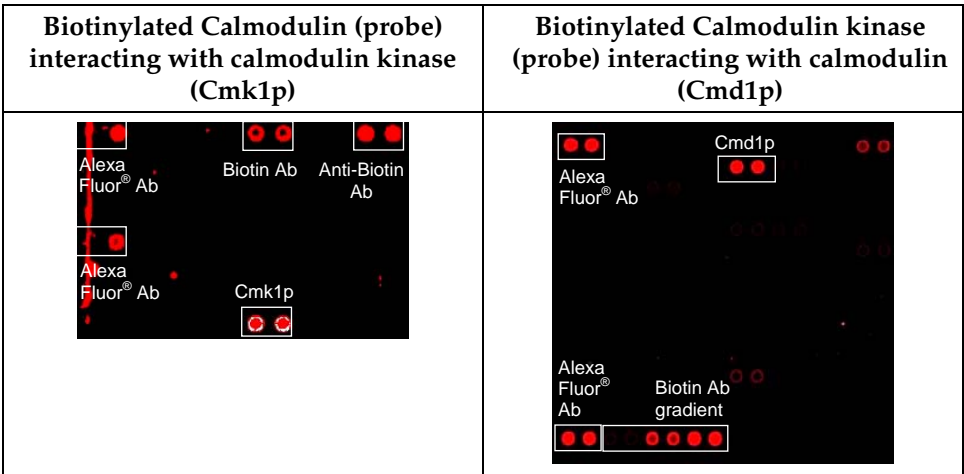 Biotinylated Calmodulin (probe)
interacting with calmodulin kinase
(Cmk1p)
Biotinylated Calmodulin kinase
(probe) interacting with calmodulin
(Cmd1p)
Alexa
Fluor® Ab
Biotin Ab
Anti-Biotin
Ab
Alexa
Fluor® Ab
Cmk1p
Alexa
Fluor® Ab
Cmd1p
Alexa
Fluor®
Ab
Biotin Ab
gradient